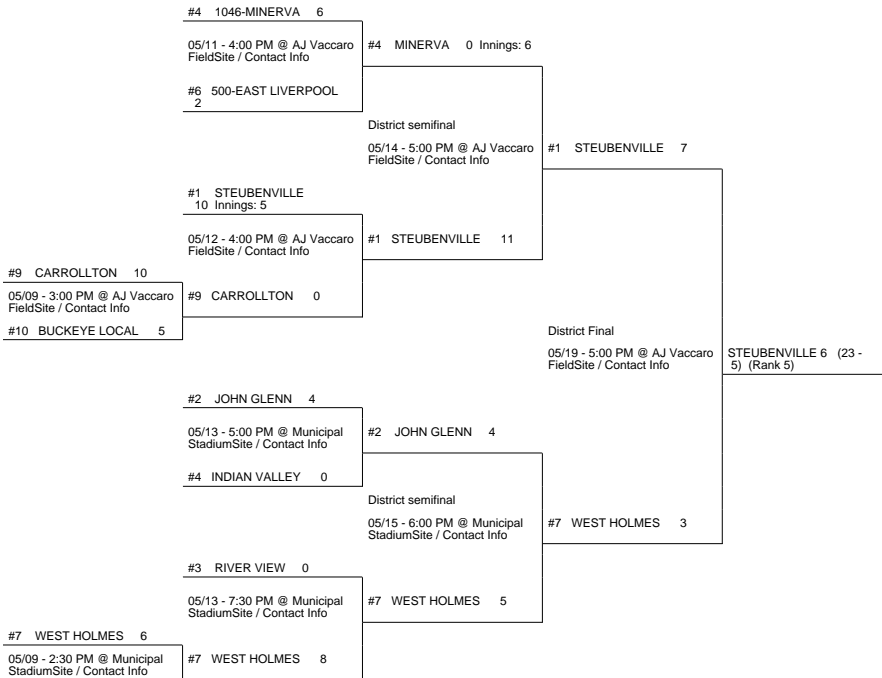 #4 1046-MINERVA 6
05/11 - 4:00 PM @ AJ Vaccaro
FieldSite / Contact Info
#4 MINERVA 0 Innings: 6
#6 500-EAST LIVERPOOL
2
District semifinal
05/14 - 5:00 PM @ AJ Vaccaro
FieldSite / Contact Info
#1 STEUBENVILLE 7
#1 STEUBENVILLE
10 Innings: 5
05/12 - 4:00 PM @ AJ Vaccaro
FieldSite / Contact Info
#1 STEUBENVILLE 11
#9 CARROLLTON 10
05/09 - 3:00 PM @ AJ Vaccaro
FieldSite / Contact Info
#9 CARROLLTON 0
#10 BUCKEYE LOCAL 5
District Final
05/19 - 5:00 PM @ AJ Vaccaro
FieldSite / Contact Info
STEUBENVILLE 6 (23 -
5) (Rank 5)
#2 JOHN GLENN 4
05/13 - 5:00 PM @ Municipal
StadiumSite / Contact Info
#2 JOHN GLENN 4
#4 INDIAN VALLEY 0
District semifinal
05/15 - 6:00 PM @ Municipal
StadiumSite / Contact Info
#7 WEST HOLMES 3
#3 RIVER VIEW 0
05/13 - 7:30 PM @ Municipal
StadiumSite / Contact Info
#7 WEST HOLMES 5
#7 WEST HOLMES 6
05/09 - 2:30 PM @ Municipal
StadiumSite / Contact Info
#7 WEST HOLMES 8